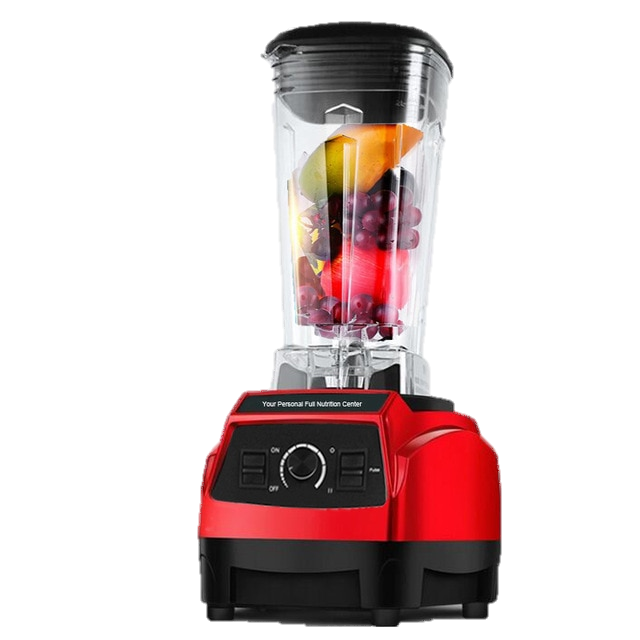 Your Personal Full Nutrition Center
ON
OFF
Pulse